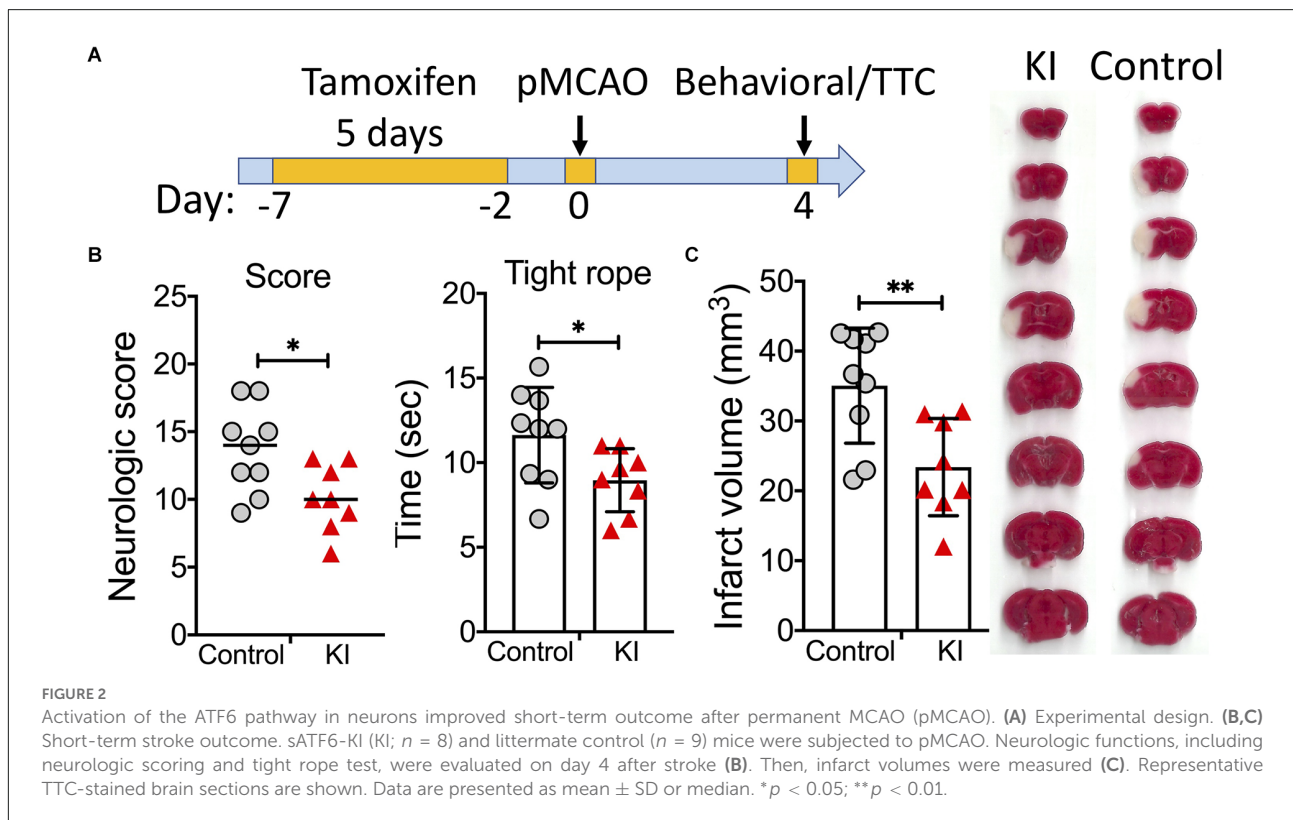 A
Tamoxifen pMCAO Behavioral/TTC
5 days
Day: -7 -2 0 4
KI Control
B
Score
Neurologic score
25
20
15
10
5
0
*
Control KI
Tight rope
Time (sec)
20
15
10
5
0
*
Control KI
C
Infarct volume (mm³)
50
40
30
20
10
0
**
Control KI
FIGURE 2
Activation of the ATF6 pathway in neurons improved short-term outcome after permanent MCAO (pMCAO). (A) Experimental design. (B,C)
Short-term stroke outcome. sATF6-KI (KI; n = 8) and littermate control (n = 9) mice were subjected to pMCAO. Neurologic functions, including
neurologic scoring and tight rope test, were evaluated on day 4 after stroke (B). Then, infarct volumes were measured (C). Representative
TTC-stained brain sections are shown. Data are presented as mean ± SD or median. *p < 0.05; **p < 0.01.